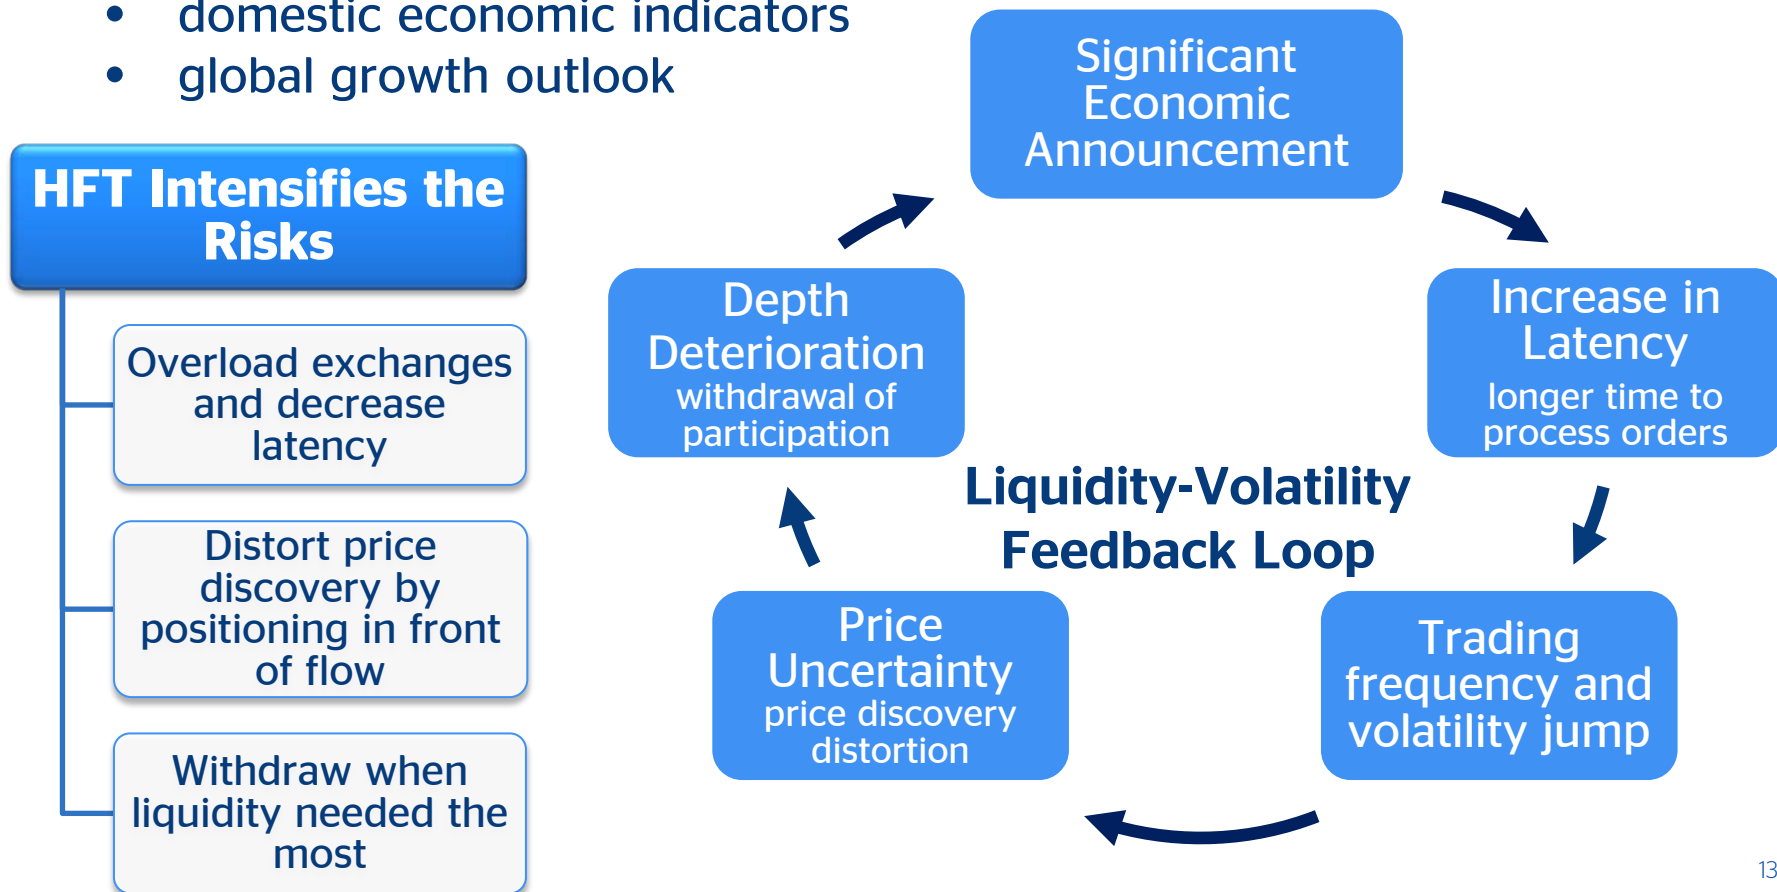 • domestic economic indicators
• global growth outlook
HFT Intensifies the
Risks
Overload exchanges
and decrease
latency
Distort price
discovery by
positioning in front
of flow
Withdraw when
liquidity needed the
most
Significant
Economic
Announcement
Increase in
Latency
longer time to
process orders
Trading
frequency and
volatility jump
Price
Uncertainty
price discovery
distortion
Depth
Deterioration
withdrawal of
participation
Liquidity-Volatility
Feedback Loop
13